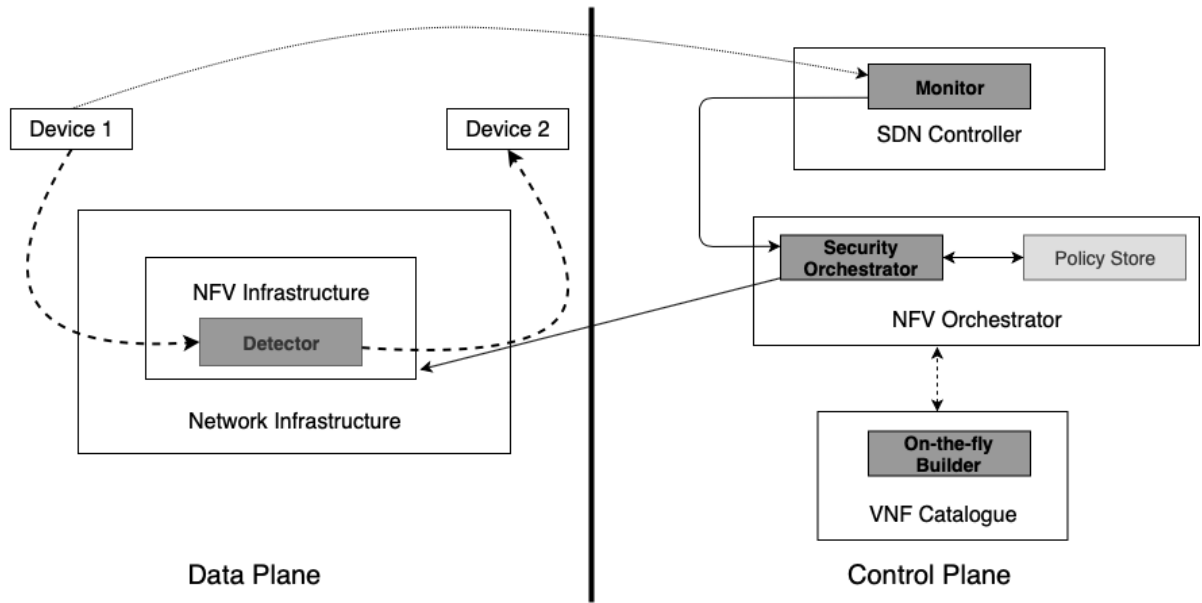 Device 1
Device 2
NFV Infrastructure
Detector
Network Infrastructure
Data Plane
Monitor
SDN Controller
Security
Orchestrator
Policy Store
NFV Orchestrator
On-the-fly
Builder
VNF Catalogue
Control Plane